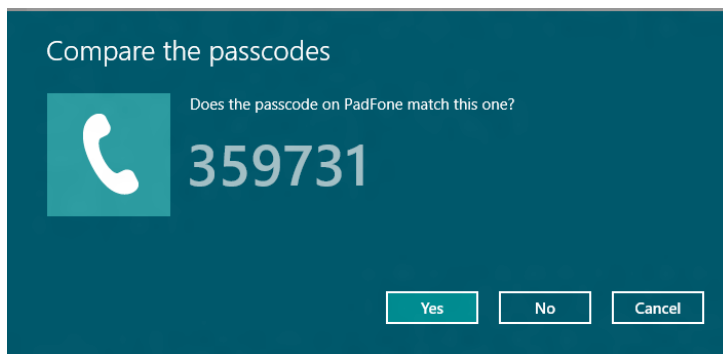 Compare the passcodes
Does the passcode on PadFone match this one?
359731
Yes No Cancel